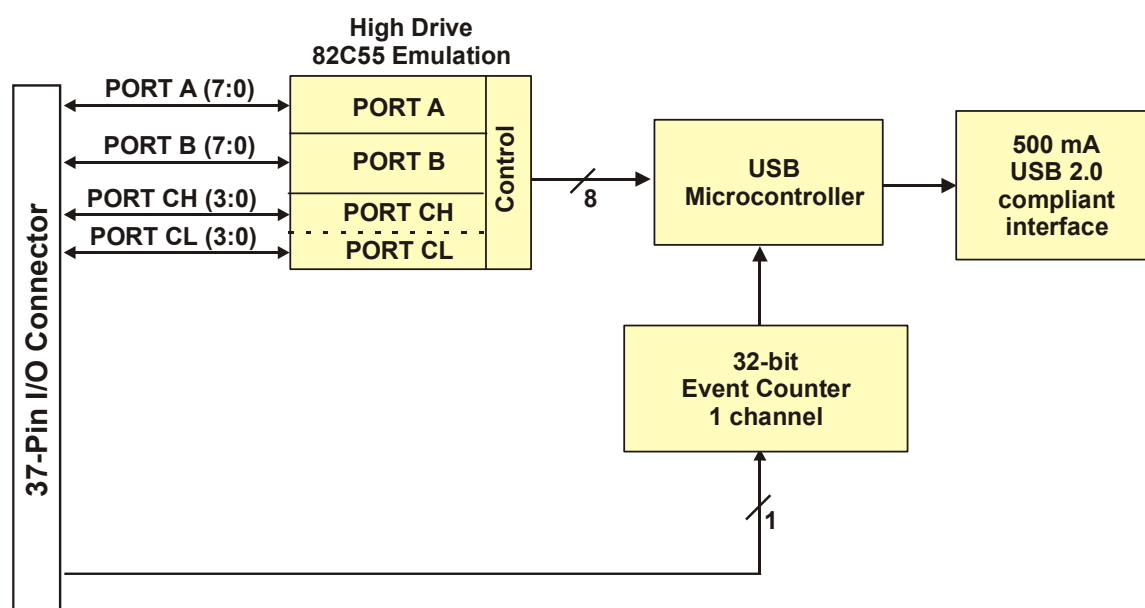 High Drive
82C55 Emulation
37-Pin I/O Connector
PORT A (7:0)
PORT B (7:0)
PORT CH (3:0)
PORT CL (3:0)
PORT A
PORT B
PORT CH
PORT CL
Control
8
USB
Microcontroller
500 mA
USB 2.0
compliant
interface
32-bit
Event Counter
1 channel
1